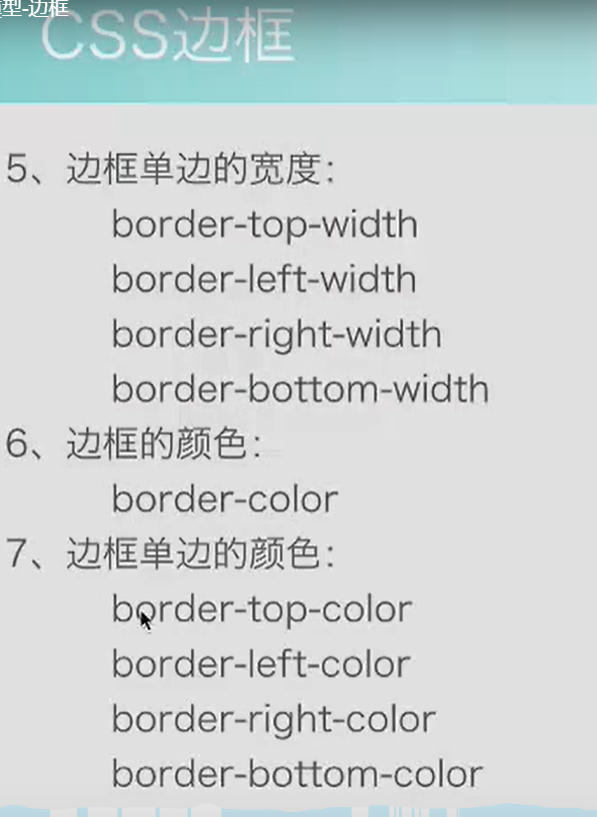 型-边框
CSS边框
5、边框单边的宽度：
border-top-width
border-left-width
border-right-width
border-bottom-width
6、边框的颜色：
border-color
7、边框单边的颜色：
border-top-color
border-left-color
border-right-color
border-bottom-color